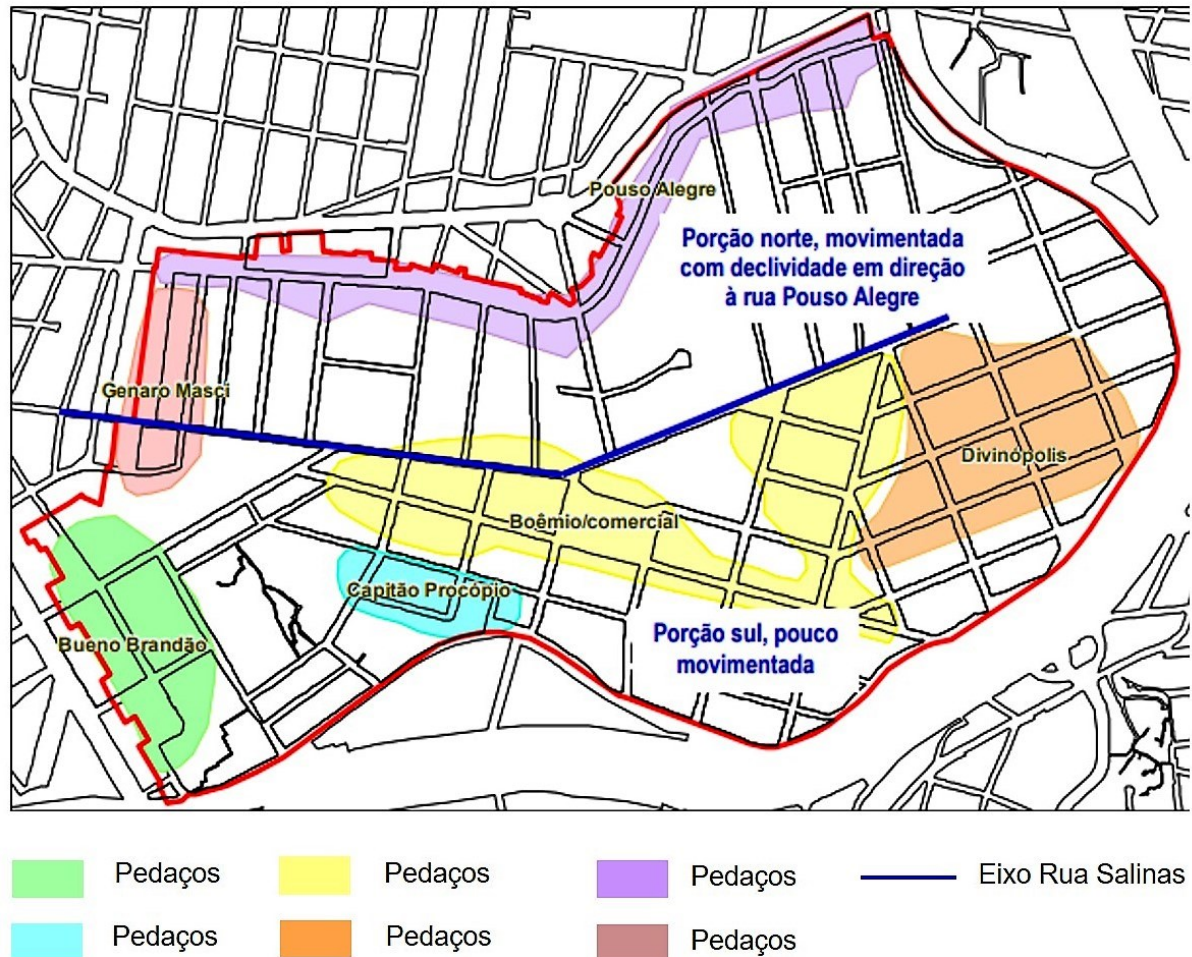 Pouso Alegre
Porção norte, movimentada
com declividade em direção
à rua Pouso Alegre
Genaro Masci
Divinópolis
Boêmio/comercial
Capitão Procópio
Bueno Brandão
Porção sul, pouco
movimentada
Pedaços
Pedaços
Pedaços
Eixo Rua Salinas
Pedaços
Pedaços
Pedaços